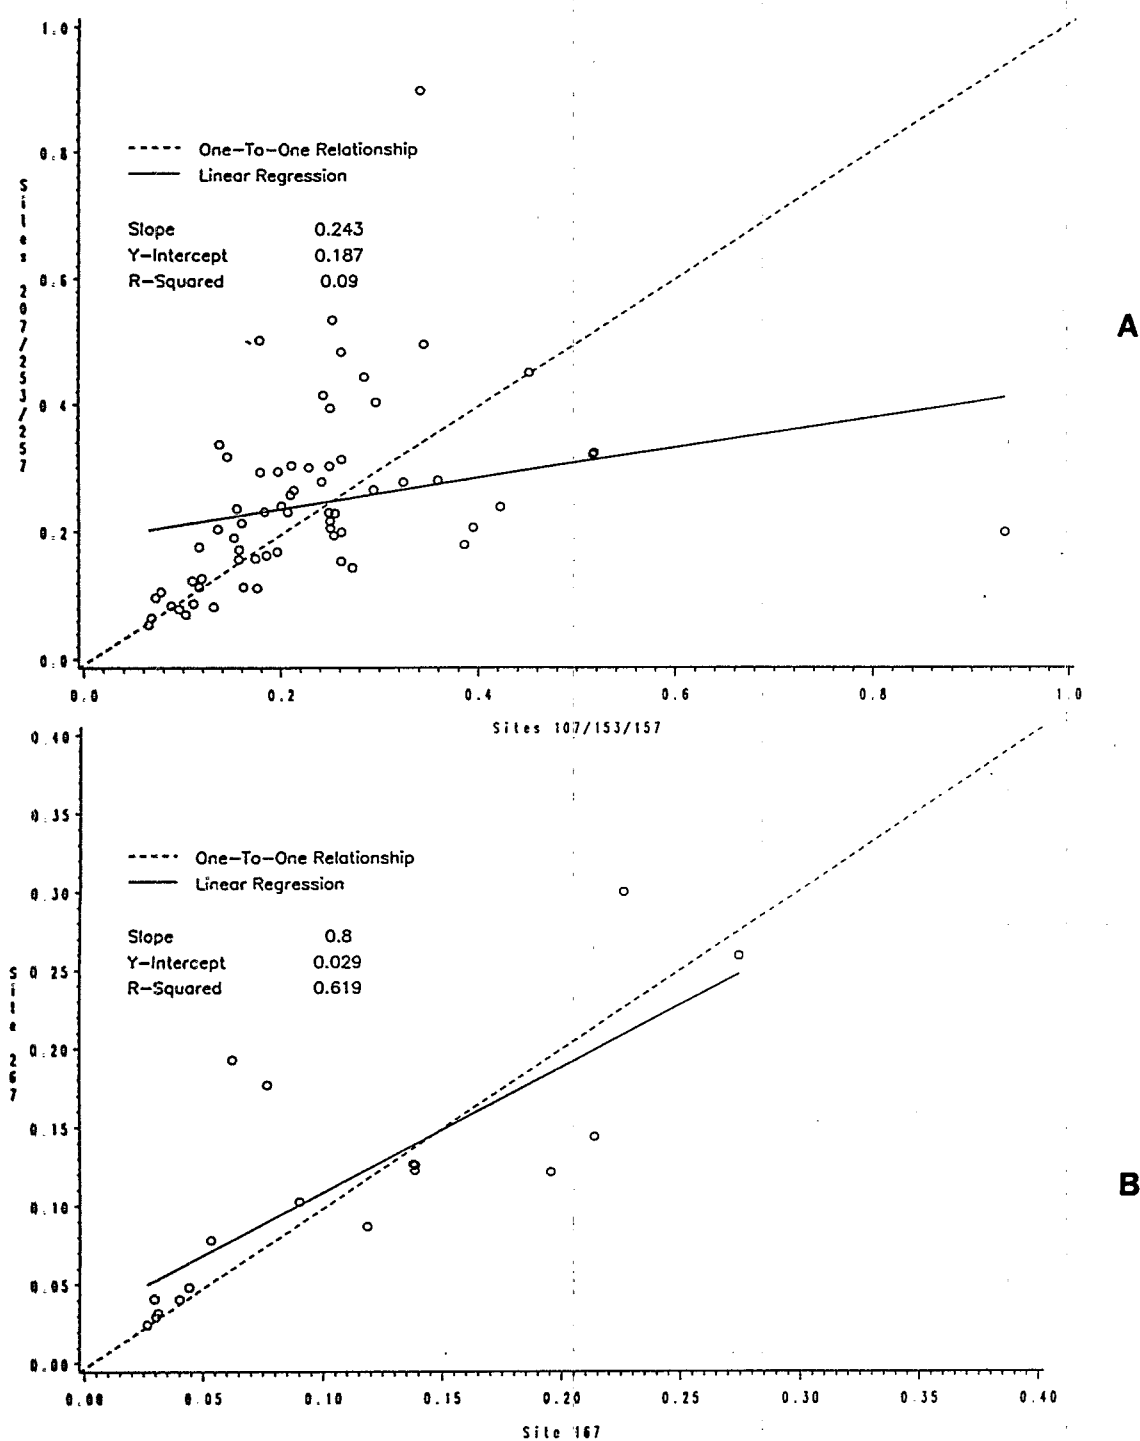 1.0
0.8
0.6
0.4
0.2
0.0
Sites 207/253/257
One-To-One Relationship
Linear Regression
Slope 0.243
Y-Intercept 0.187
R-Squared 0.09
A
0.0 0.2 0.4 0.6 0.8 1.0
Sites 107/153/157
0.40
0.35
0.30
0.25
0.20
0.15
0.10
0.05
0.00
Site 267
One-To-One Relationship
Linear Regression
Slope 0.8
Y-Intercept 0.029
R-Squared 0.619
B
0.00 0.05 0.10 0.15 0.20 0.25 0.30 0.35 0.40
Site 167